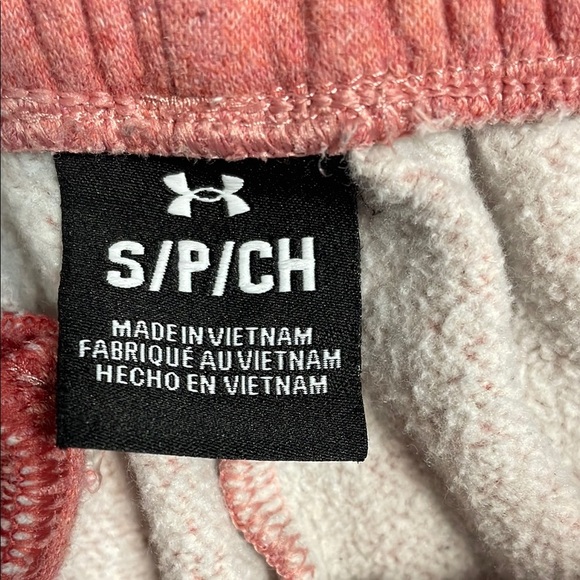 S/P/CH
MADE IN VIETNAM
FABRIQUÉ AU VIETNAM
HECHO EN VIETNAM